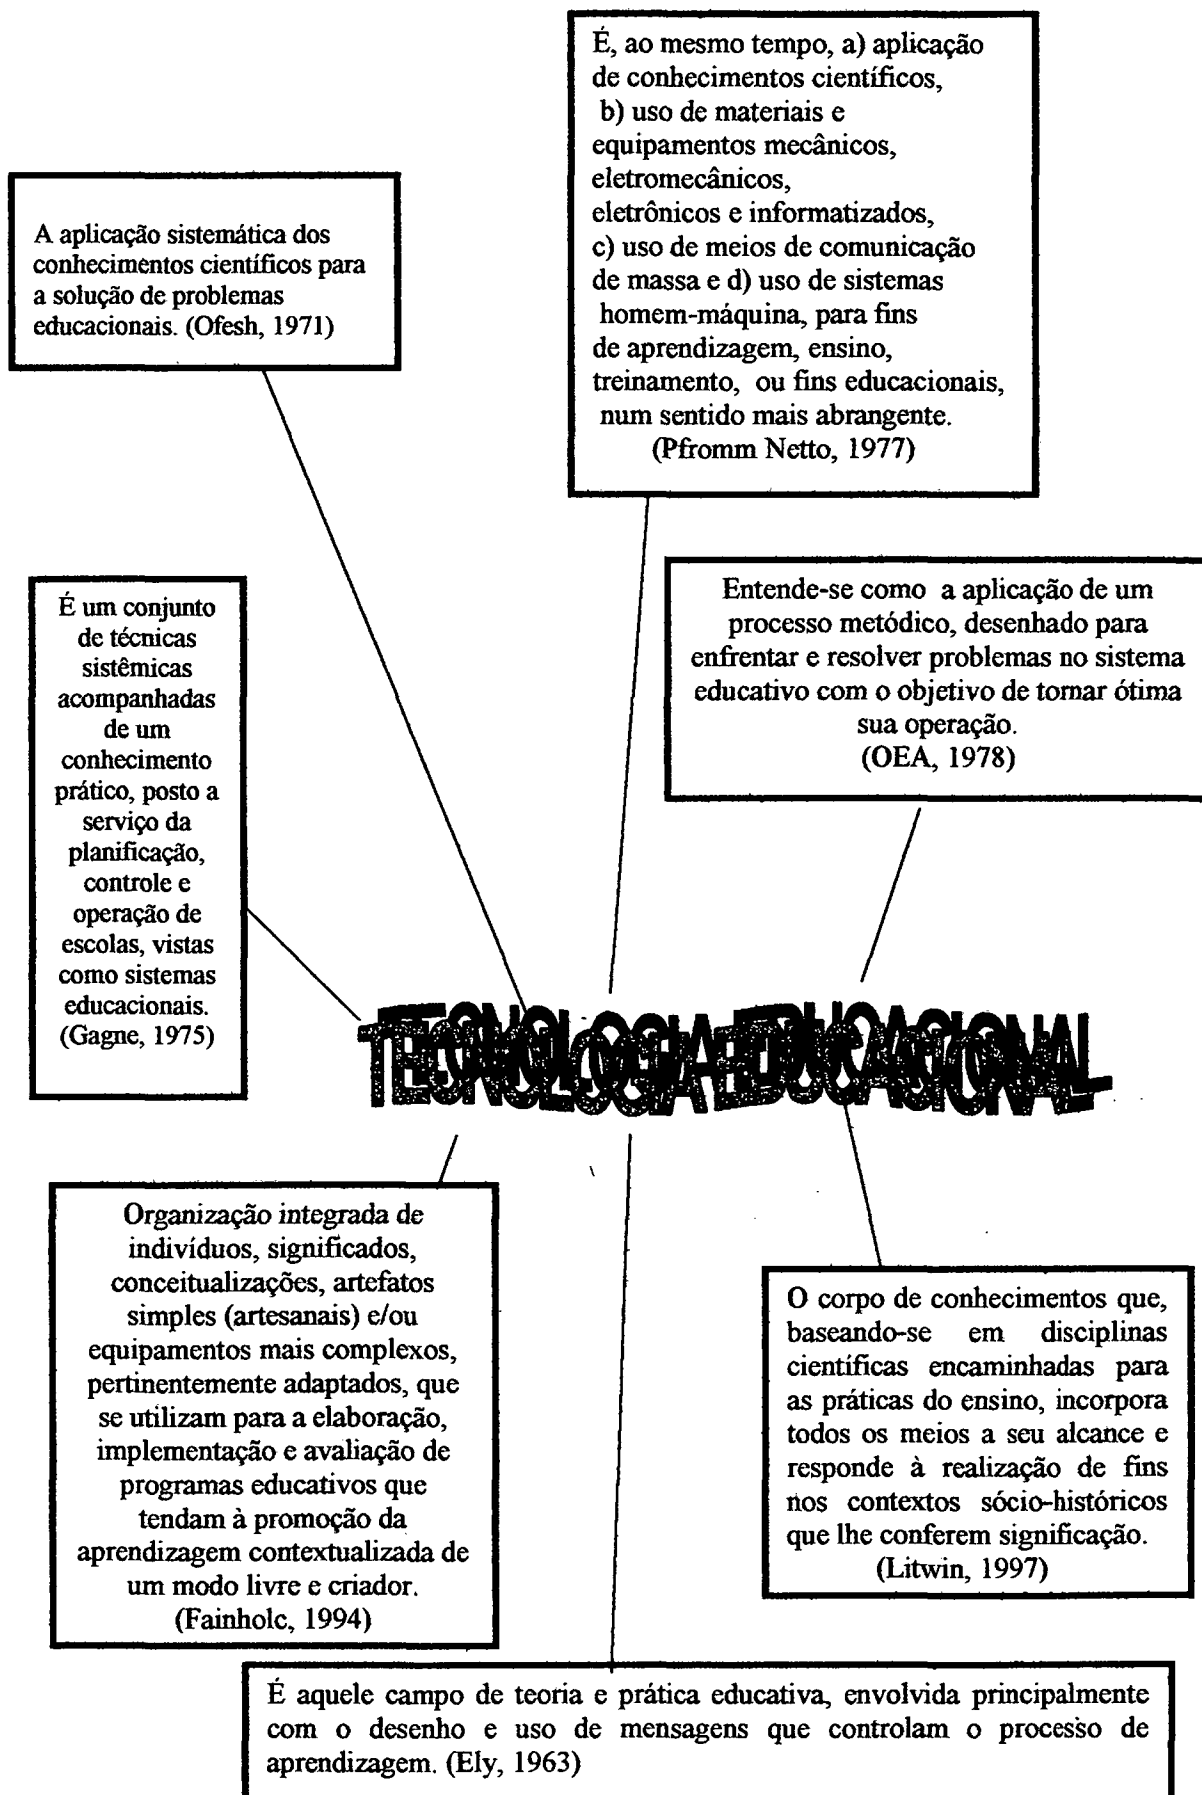 É, ao mesmo tempo, a) aplicação
de conhecimentos científicos,
b) uso de materiais e
equipamentos mecânicos,
eletromecânicos,
eletrônicos e informatizados,
c) uso de meios de comunicação
de massa e d) uso de sistemas
homem-máquina, para fins
de aprendizagem, ensino,
treinamento, ou fins educacionais,
num sentido mais abrangente.
(Pfromm Netto, 1977)
A aplicação sistemática dos
conhecimentos científicos para
a solução de problemas
educacionais. (Ofesh, 1971)
Entende-se como a aplicação de um
processo metódico, desenhado para
enfrentar e resolver problemas no sistema
educativo com o objetivo de tornar ótima
sua operação.
(OEA, 1978)
É um conjunto
de técnicas
sistêmicas
acompanhadas
de um
conhecimento
prático, posto a
serviço da
planificação,
controle e
operação de
escolas, vistas
como sistemas
educacionais.
(Gagne, 1975)
TECNOLOGIA EDUCACIONAL
Organização integrada de
indivíduos, significados,
conceitualizações, artefatos
simples (artesanais) e/ou
equipamentos mais complexos,
pertinentemente adaptados, que
se utilizam para a elaboração,
implementação e avaliação de
programas educativos que
tendam à promoção da
aprendizagem contextualizada de
um modo livre e criador.
(Fainholc, 1994)
O corpo de conhecimentos que,
baseando-se em disciplinas
científicas encaminhadas para
as práticas do ensino, incorpora
todos os meios a seu alcance e
responde à realização de fins
nos contextos sócio-históricos
que lhe conferem significação.
(Litwin, 1997)
É aquele campo de teoria e prática educativa, envolvida principalmente
com o desenho e uso de mensagens que controlam o processo de
aprendizagem. (Ely, 1963)